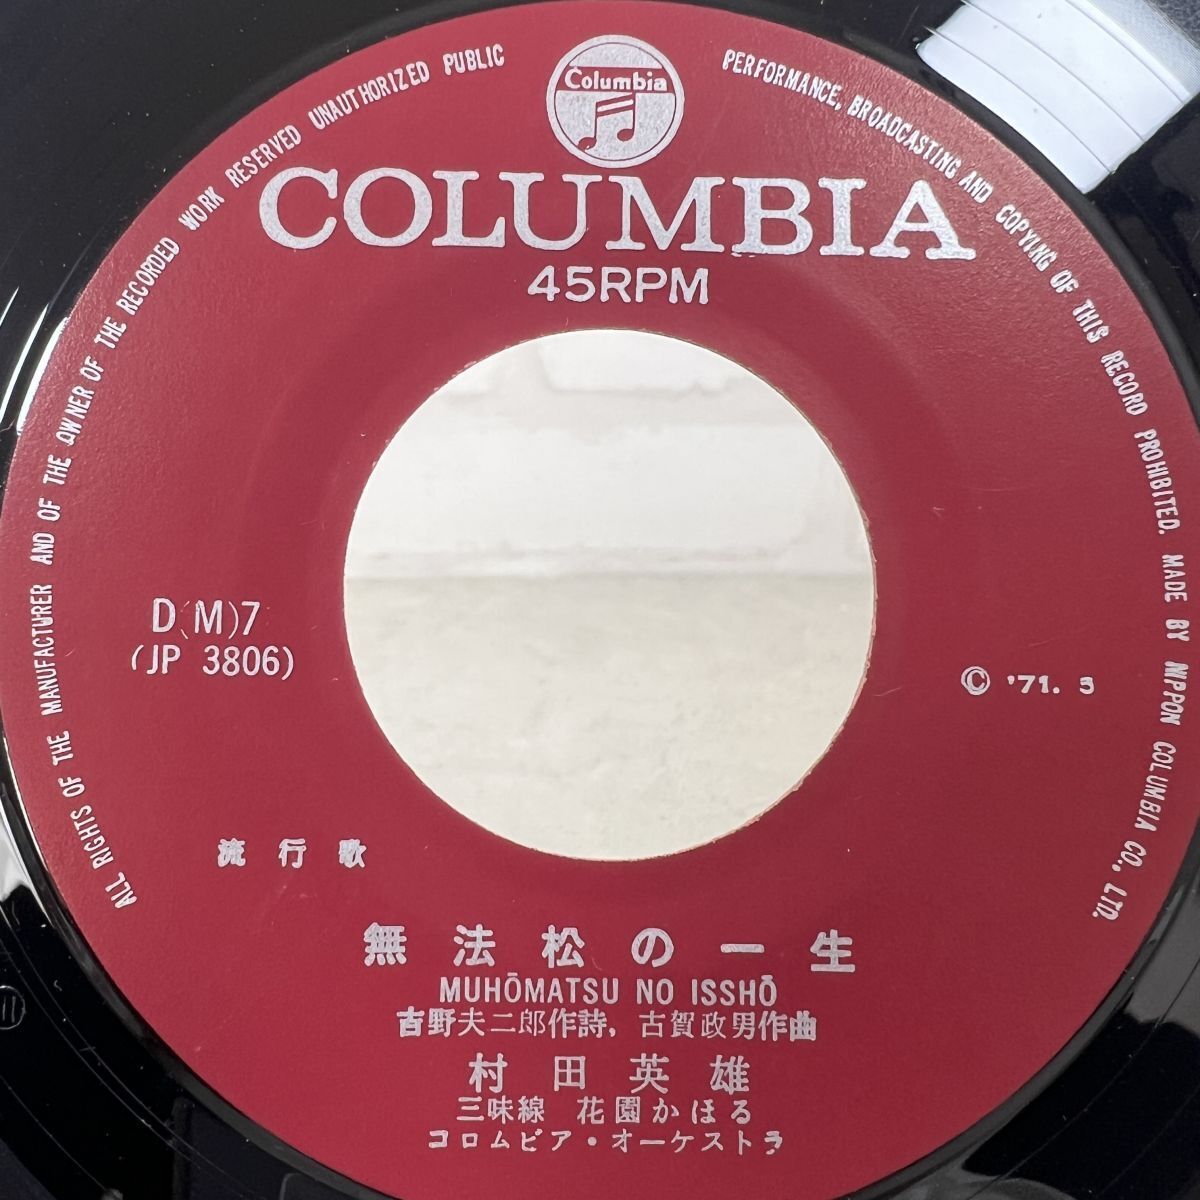 ALL RIGHTS OF THE MANUFACTURER AND OF THE OWNER OF THE RECORDED WORK RESERVED UNAUTHORIZED PUBLIC PERFORMANCE, BROADCASTING AND COPYING OF THIS RECORD PROHIBITED. MADE BY NIPPON COLUMBIA CO., LTD.
Columbia
COLUMBIA
45RPM
D(M)7
(JP 3806)
© '71. 3
流行歌
無法松の一生
MUHŌMATSU NO ISSHŌ
吉野夫二郎作詩, 古賀政男作曲
村田英雄
三味線 花園かほる
コロムビア・オーケストラ